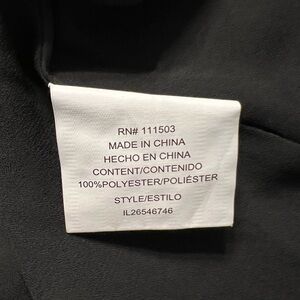 RN# 111503
MADE IN CHINA
HECHO EN CHINA
CONTENT/CONTENIDO
100%POLYESTER/POLIÉSTER
STYLE/ESTILO
IL26546746